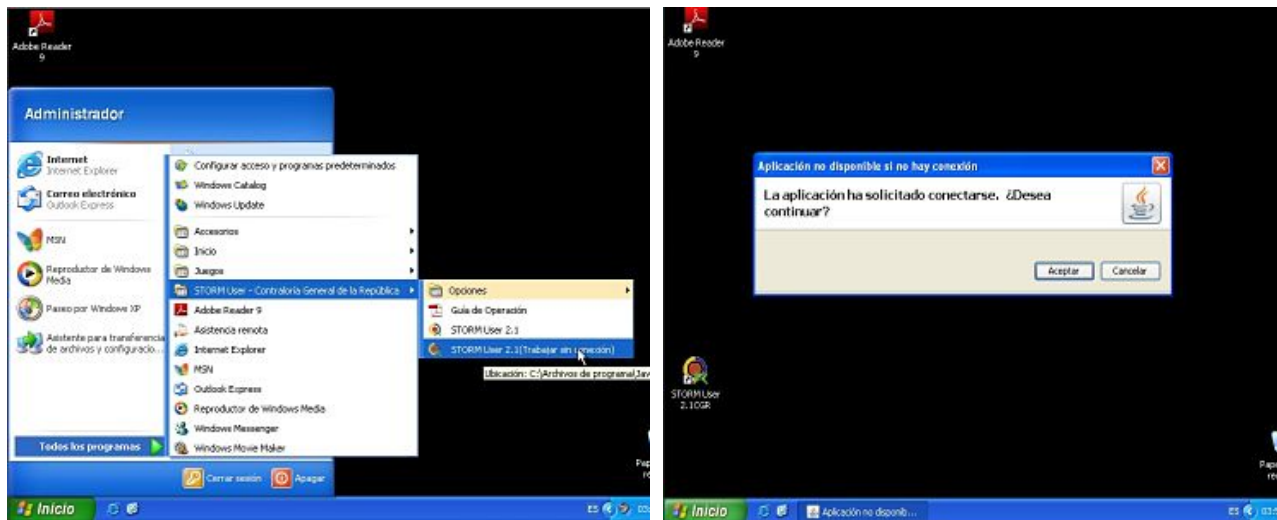 Adobe Reader
9
Administrador
Internet
Internet Explorer
Correo electrónico
Outlook Express
MSN
Reproductor de Windows
Media
Paseo por Windows XP
Asistente para transferencia
de archivos y configuracio...
Todos los programas
Configurar acceso y programas predeterminados
Windows Catalog
Windows Update
Accesorios
Inicio
Juegos
STORM User - Contraloría General de la República
Adobe Reader 9
Asistencia remota
Internet Explorer
MSN
Outlook Express
Reproductor de Windows Media
Windows Messenger
Windows Movie Maker
Opciones
Guia de Operación
STORM User 2.1
STORM User 2.1(Trabajar sin conexión)
Ubicación: C:\Archivos de programa\Jav
Cerrar sesión
Apagar
Inicio
ES
Adobe Reader
9
Aplicación no disponible si no hay conexión
La aplicación ha solicitado conectarse, ¿Desea
continuar?
Aceptar
Cancelar
STORM User
2.1CGR
Inicio
Aplicación no disponib...
ES